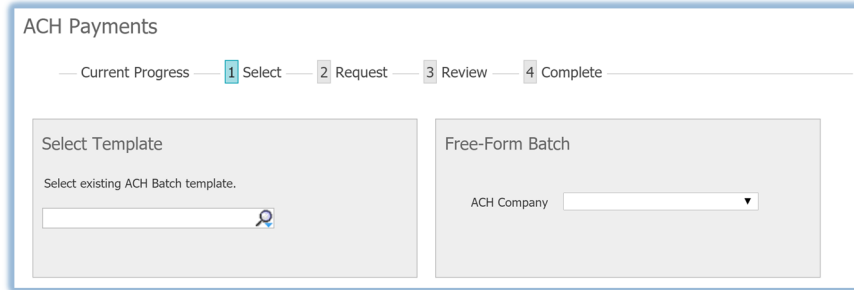 ACH Payments
Current Progress 1 Select 2 Request 3 Review 4 Complete
Select Template
Select existing ACH Batch template.
Free-Form Batch
ACH Company